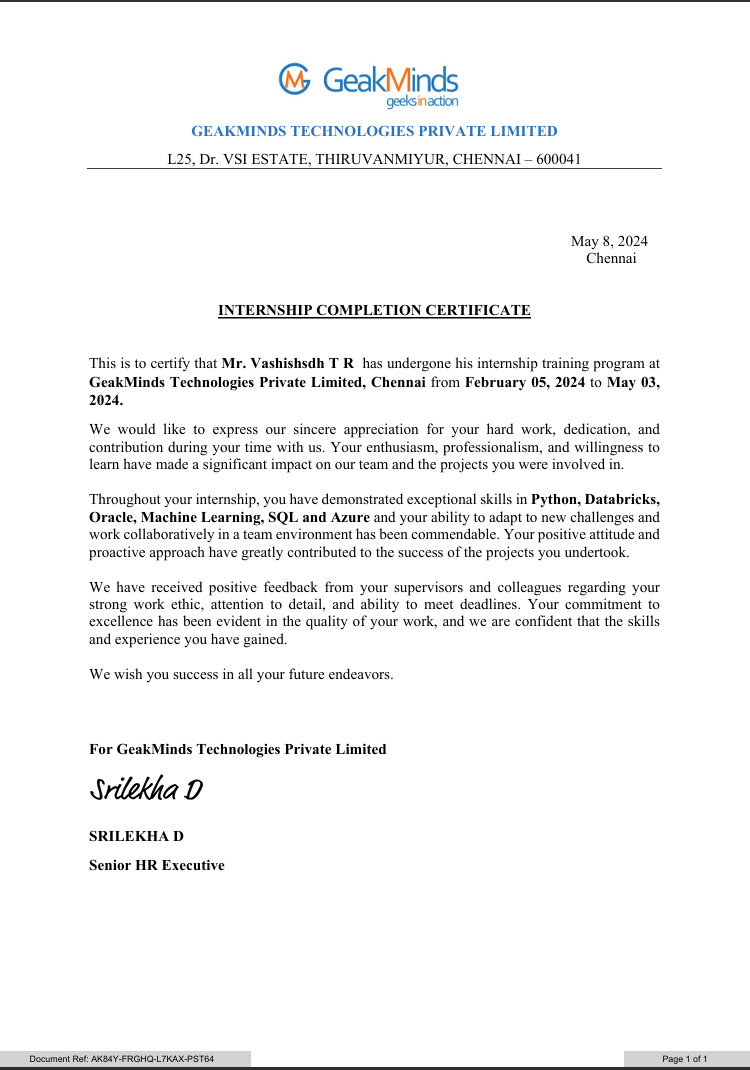 GeakMinds
geeksinaction
GEAKMINDS TECHNOLOGIES PRIVATE LIMITED
L25, Dr. VSI ESTATE, THIRUVANMIYUR, CHENNAI – 600041
May 8, 2024
Chennai
INTERNSHIP COMPLETION CERTIFICATE
This is to certify that Mr. Vashishsdh T R has undergone his internship training program at
GeakMinds Technologies Private Limited, Chennai from February 05, 2024 to May 03,
2024.
We would like to express our sincere appreciation for your hard work, dedication, and
contribution during your time with us. Your enthusiasm, professionalism, and willingness to
learn have made a significant impact on our team and the projects you were involved in.
Throughout your internship, you have demonstrated exceptional skills in Python, Databricks,
Oracle, Machine Learning, SQL and Azure and your ability to adapt to new challenges and
work collaboratively in a team environment has been commendable. Your positive attitude and
proactive approach have greatly contributed to the success of the projects you undertook.
We have received positive feedback from your supervisors and colleagues regarding your
strong work ethic, attention to detail, and ability to meet deadlines. Your commitment to
excellence has been evident in the quality of your work, and we are confident that the skills
and experience you have gained.
We wish you success in all your future endeavors.
For GeakMinds Technologies Private Limited
Srilekha D
SRILEKHA D
Senior HR Executive
Document Ref: AK84Y-FRGHQ-L7KAX-PST64
Page 1 of 1